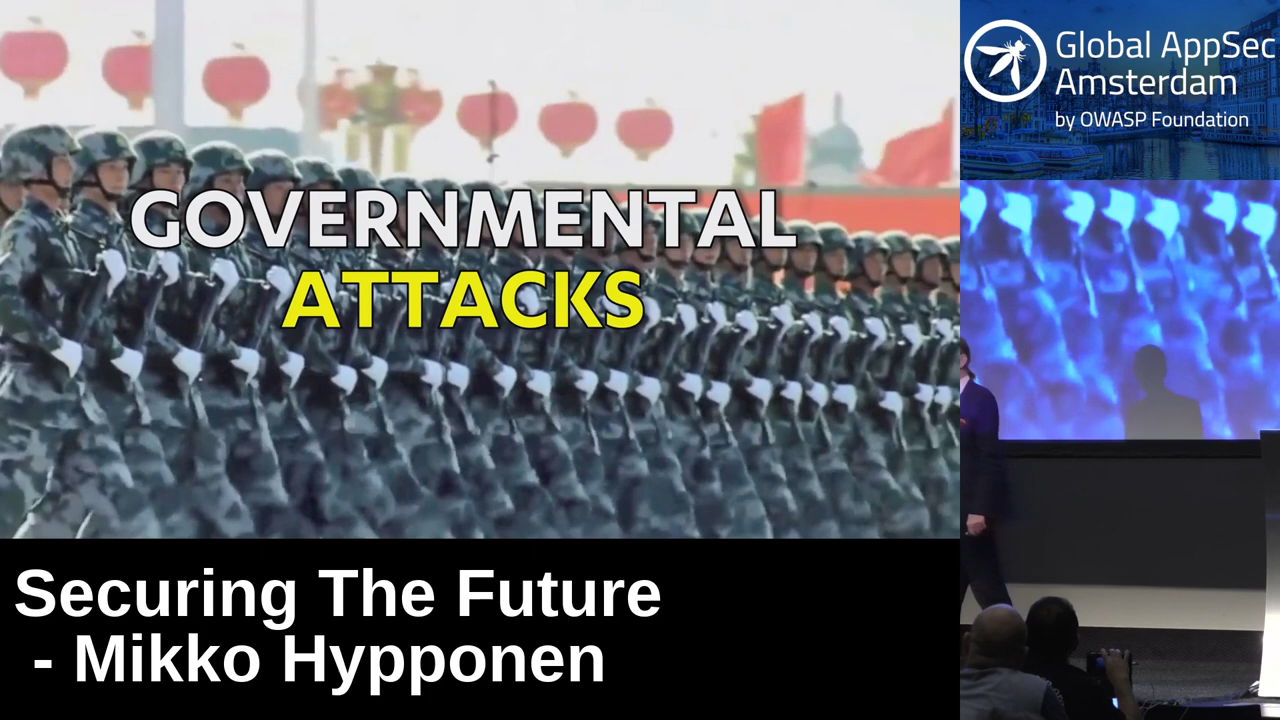 GOVERNMENTAL
ATTACKS
Global AppSec
Amsterdam
by OWASP Foundation
Securing The Future
- Mikko Hypponen